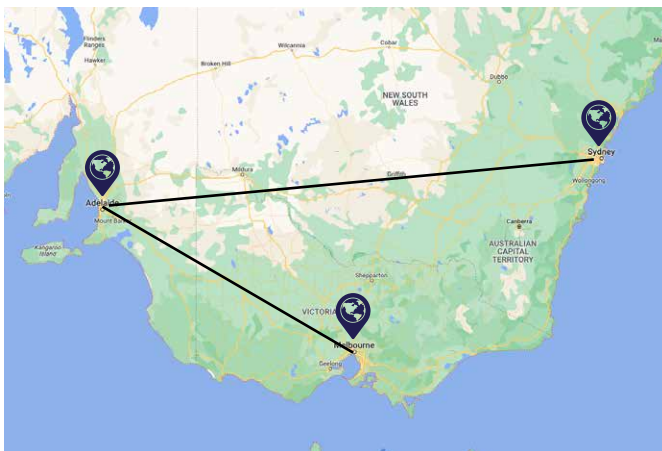 Flinders
Ranges
Hawker
Wilcannia
Cobar
Broken Hill
Dubbo
NEW SOUTH
WALES
Sydney
Mildura
Griffith
Wollongong
Adelaide
Mount Barker
Canberra
Kangaroo
Island
AUSTRALIAN
CAPITAL
TERRITORY
Shepparton
VICTORIA
Melbourne
Geelong